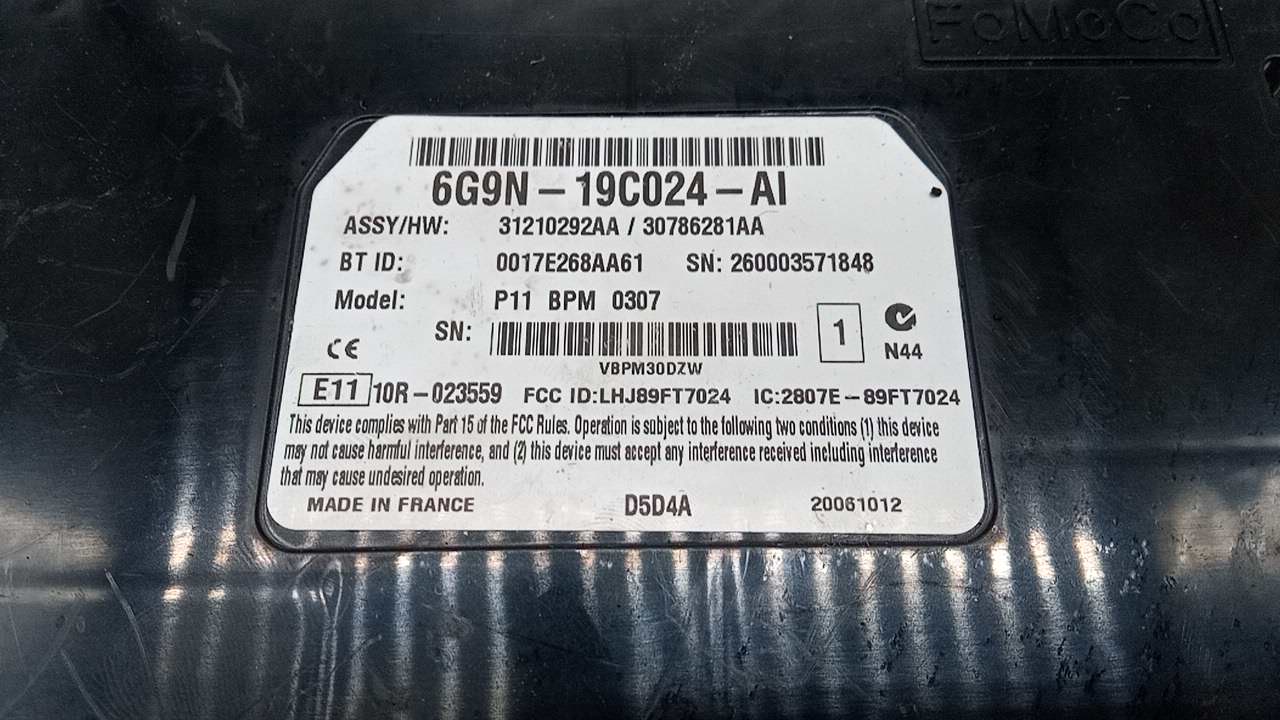 FoMoCo
6G9N-19C024-AI
ASSY/HW: 31210292AA / 30786281AA
BT ID: 0017E268AA61 SN: 260003571848
Model: P11 BPM 0307
SN:
1
N44
CE
VBPM30DZW
E11 10R-023559 FCC ID:LHJ89FT7024 IC:2807E-89FT7024
This device complies with Part 15 of the FCC Rules. Operation is subject to the following two conditions (1) this device
may not cause harmful interference, and (2) this device must accept any interference received including interference
that may cause undesired operation.
MADE IN FRANCE D5D4A 20061012